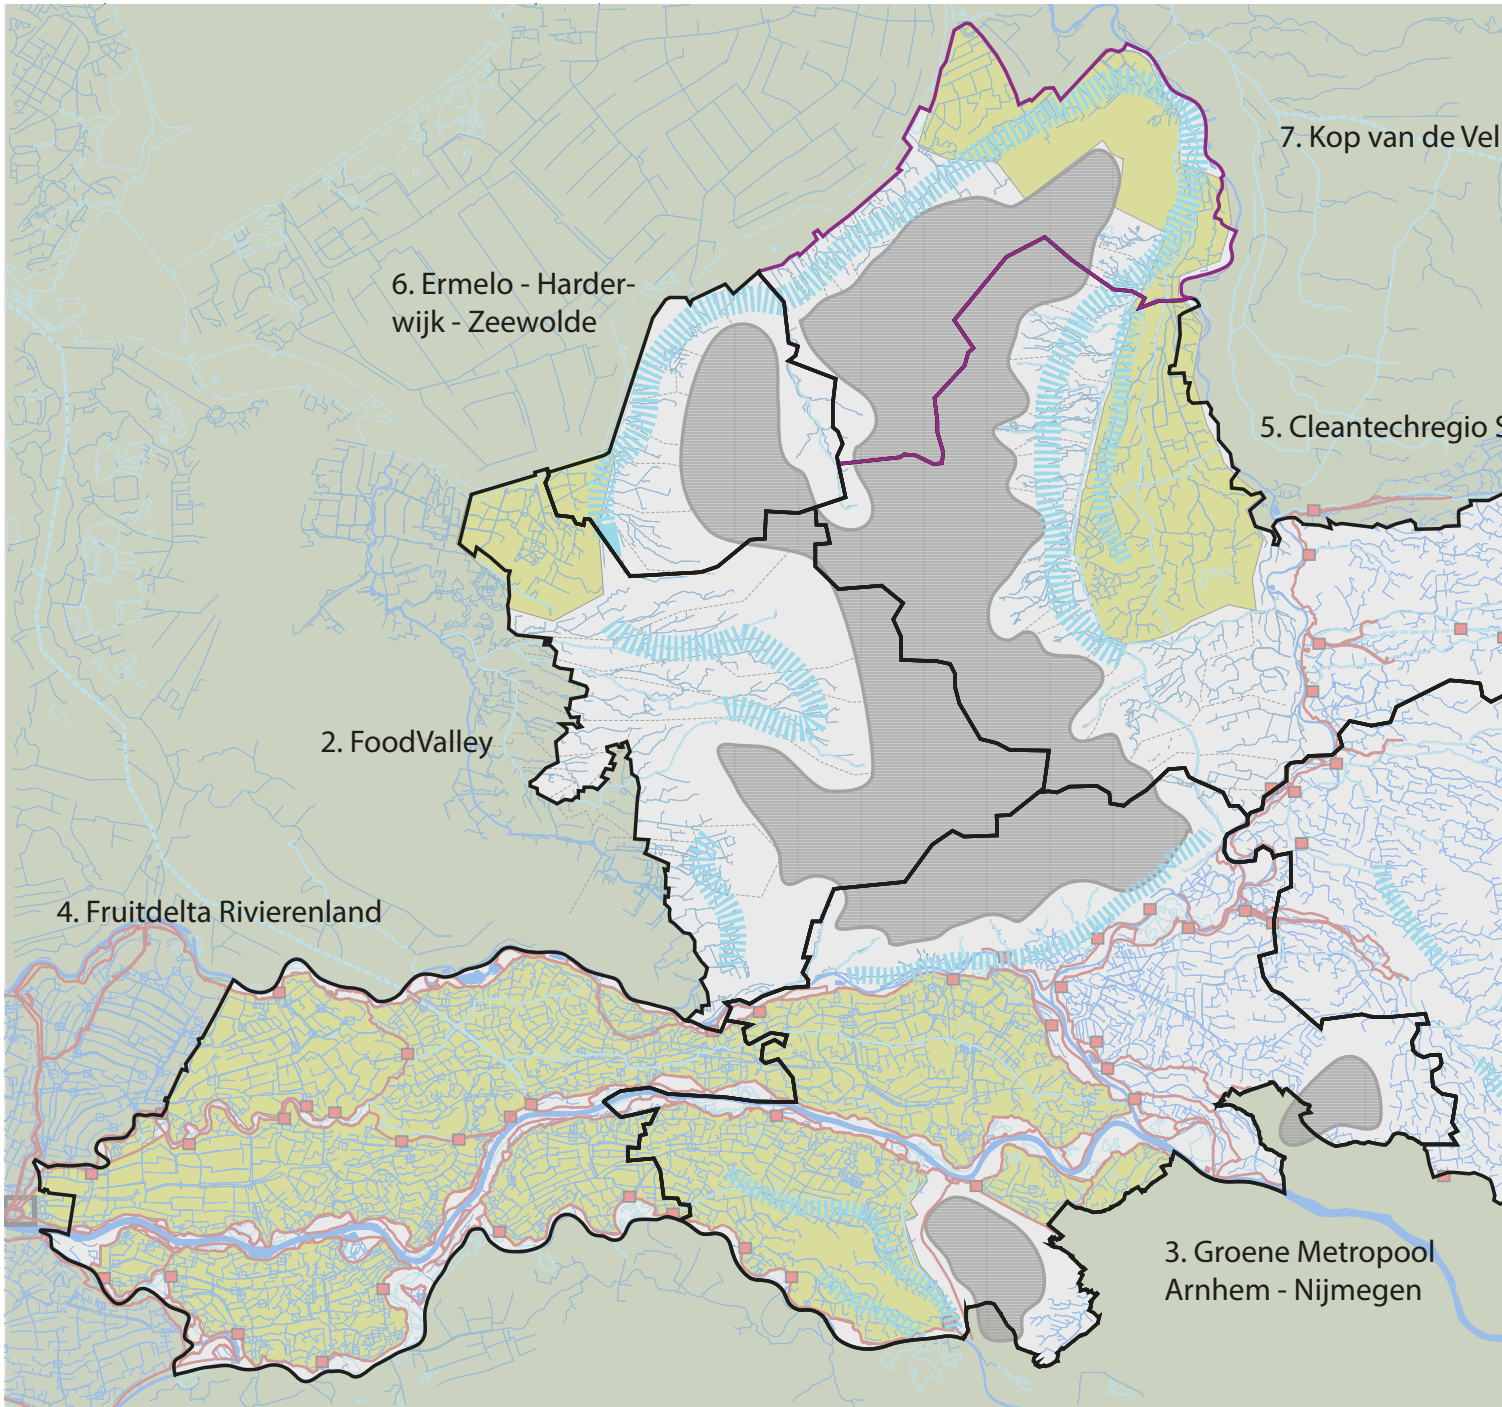 7. Kop van de Vel
6. Ermelo - Harder-
wijk - Zeewolde
5. Cleantechregio S
2. FoodValley
4. Fruitdelta Rivierenland
3. Groene Metropool
Arnhem - Nijmegen